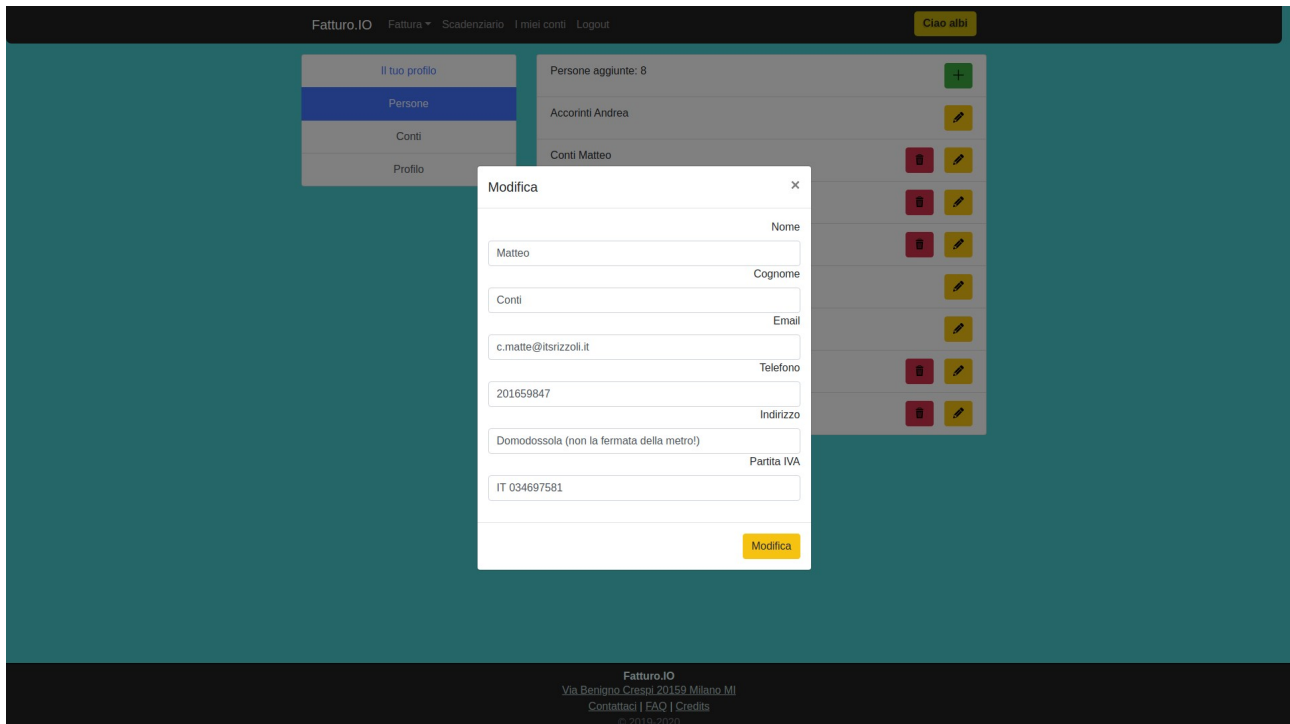 Fatturo.IO Fattura Scadenziario I miei conti Logout Ciao albi
Il tuo profilo
Persone
Conti
Profilo
Persone aggiunte: 8
Accorinti Andrea
Conti Matteo
Modifica ×
Nome
Matteo
Cognome
Conti
Email
c.matte@itsrizzoli.it
Telefono
201659847
Indirizzo
Domodossola (non la fermata della metro!)
Partita IVA
IT 034697581
Modifica
Fatturo.IO
Via Benigno Crespi 20159 Milano MI
Contattaci | FAQ | Credits
© 2019-2020